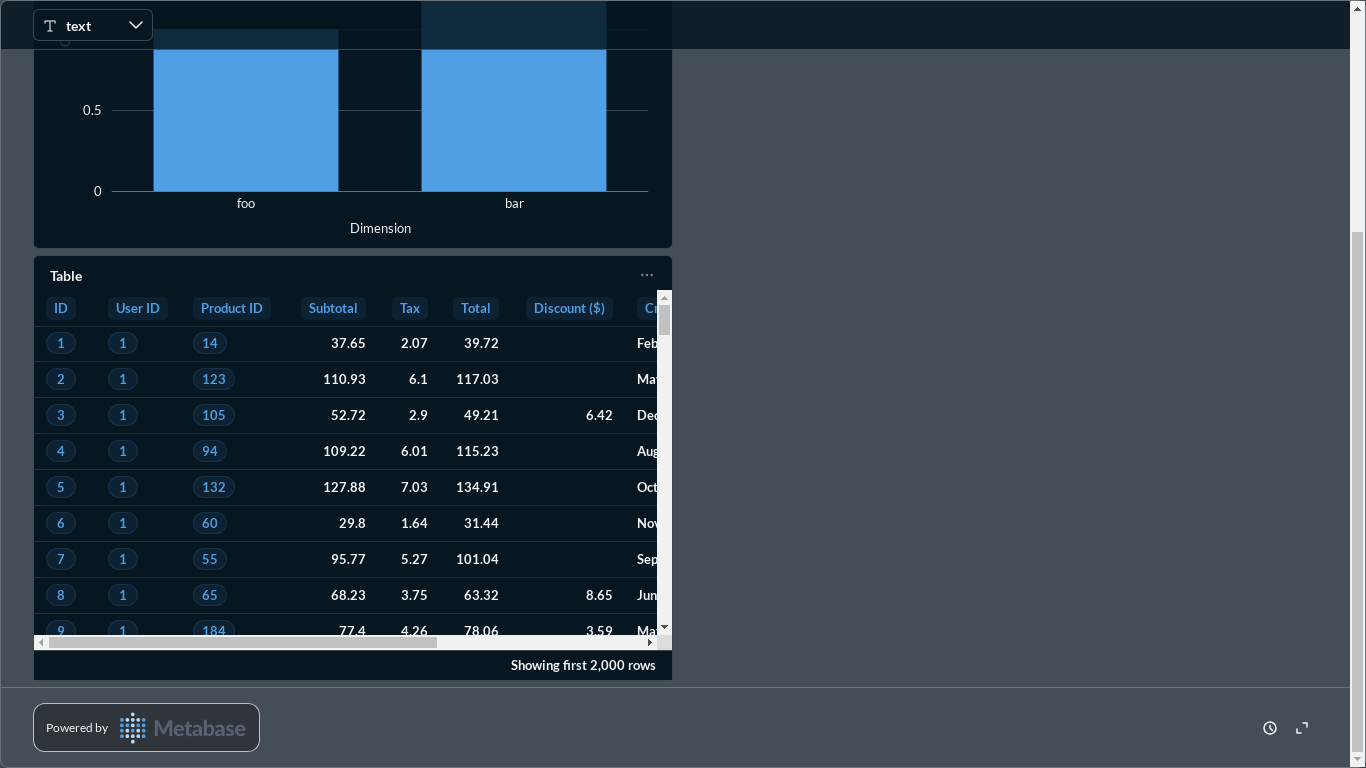 text
0.5
0
foo bar
Dimension
Table
ID User ID Product ID Subtotal Tax Total Discount ($)
1 1 14 37.65 2.07 39.72 Feb
2 1 123 110.93 6.1 117.03
3 1 105 52.72 2.9 49.21 6.42 Dec
4 1 94 109.22 6.01 115.23 Aug
5 1 132 127.88 7.03 134.91 Oct
6 1 60 29.8 1.64 31.44 Nov
7 1 55 95.77 5.27 101.04 Sep
8 1 65 68.23 3.75 63.32 8.65 Jun
9 1 184 77.4 4.26 78.06 3.59
Showing first 2,000 rows
Powered by Metabase